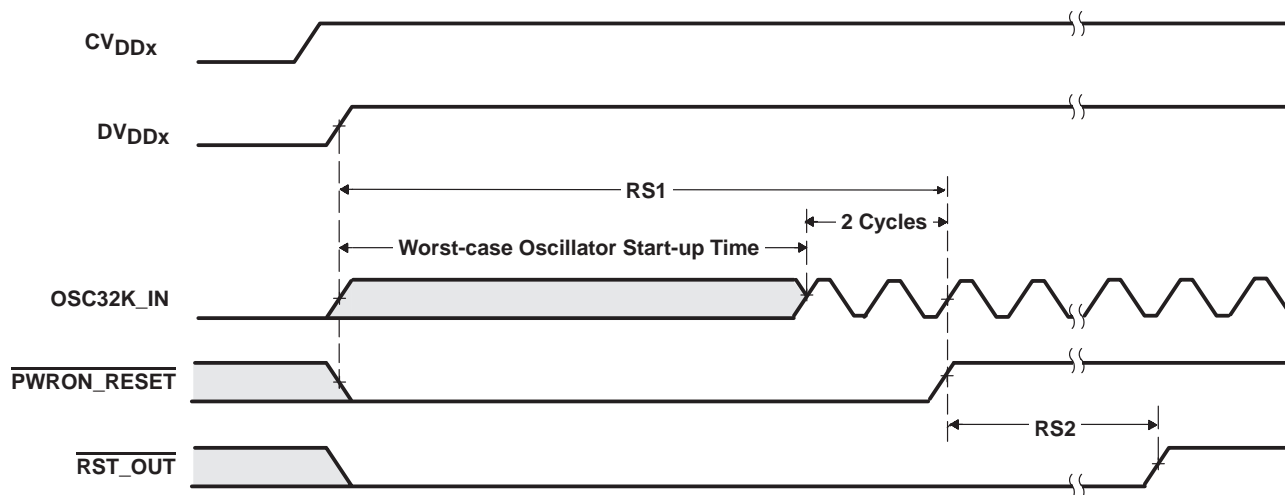 CVDDx
DVDDx
RS1
2 Cycles
Worst-case Oscillator Start-up Time
OSC32K_IN
PWRON_RESET
RS2
RST_OUT